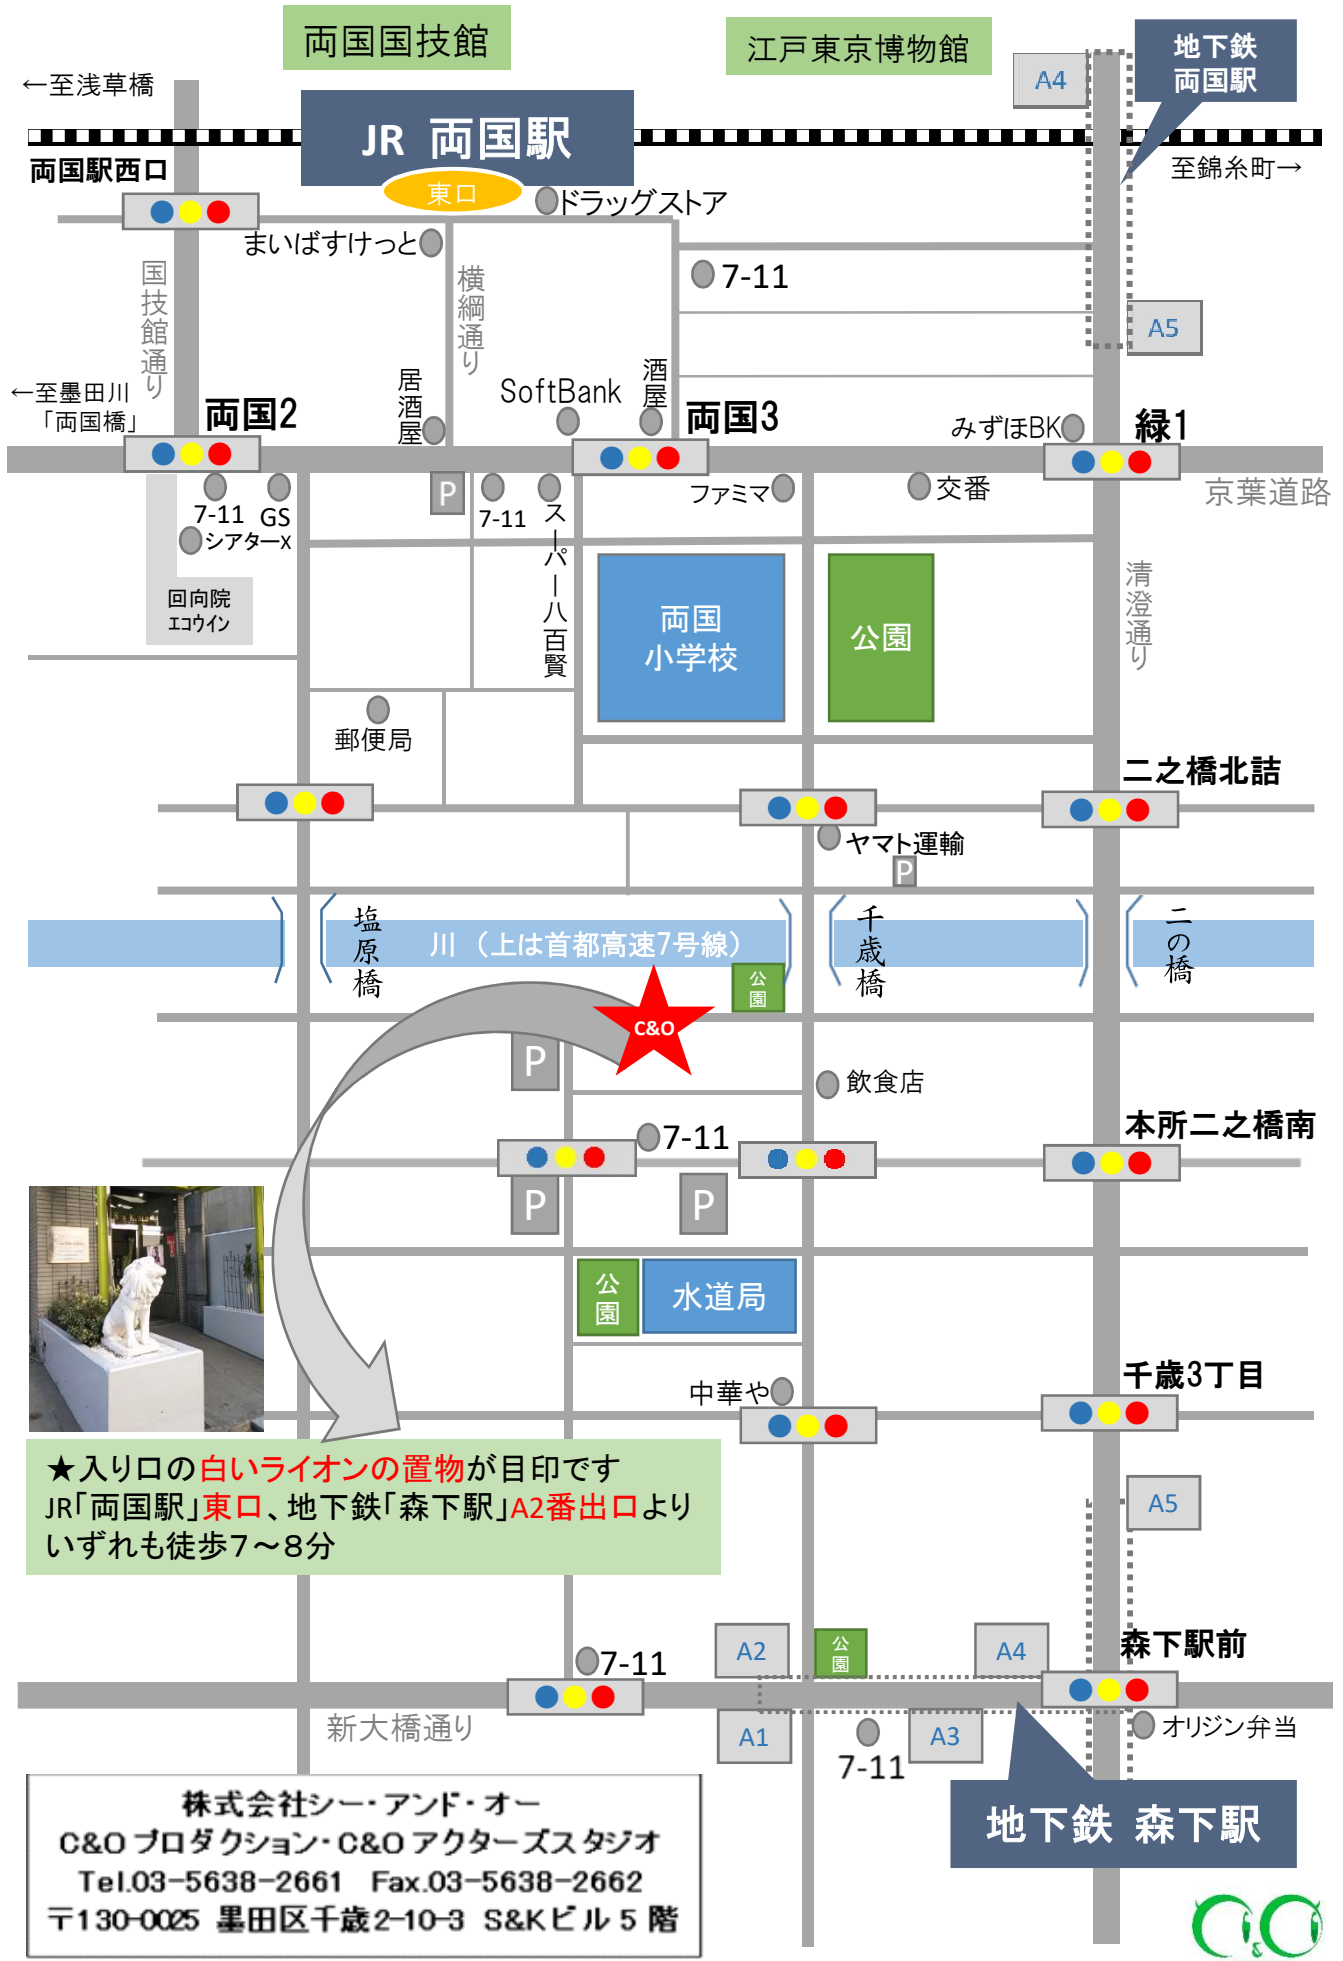 両国国技館
江戸東京博物館
地下鉄
両国駅
A4
←至浅草橋
JR 両国駅
東口
両国駅西口
至錦糸町→
ドラッグストア
まいばすけっと
国技館通り
横綱通り
7-11
A5
←至墨田川
「両国橋」
両国2
居酒屋
SoftBank
酒屋
両国3
みずほBK
緑1
京葉道路
7-11
GS
シアターx
P
7-11
スーパー八百賢
ファミマ
交番
回向院
エコウイン
両国
小学校
公園
清澄通り
郵便局
二之橋北詰
ヤマト運輸
P
塩原橋
川 （上は首都高速7号線）
千歳橋
二の橋
公園
C&O
P
飲食店
7-11
本所二之橋南
P
P
公園
水道局
中華や
千歳3丁目
★入り口の白いライオンの置物が目印です
JR「両国駅」東口、地下鉄「森下駅」A2番出口より
いずれも徒歩７～８分
A5
A2
公園
A4
森下駅前
7-11
新大橋通り
A1
7-11
A3
オリジン弁当
地下鉄 森下駅
株式会社シー・アンド・オー
C&O プロダクション・C&O アクターズスタジオ
Tel.03-5638-2661 Fax.03-5638-2662
〒130-0025 墨田区千歳2-10-3 S&Kビル 5 階
C&O